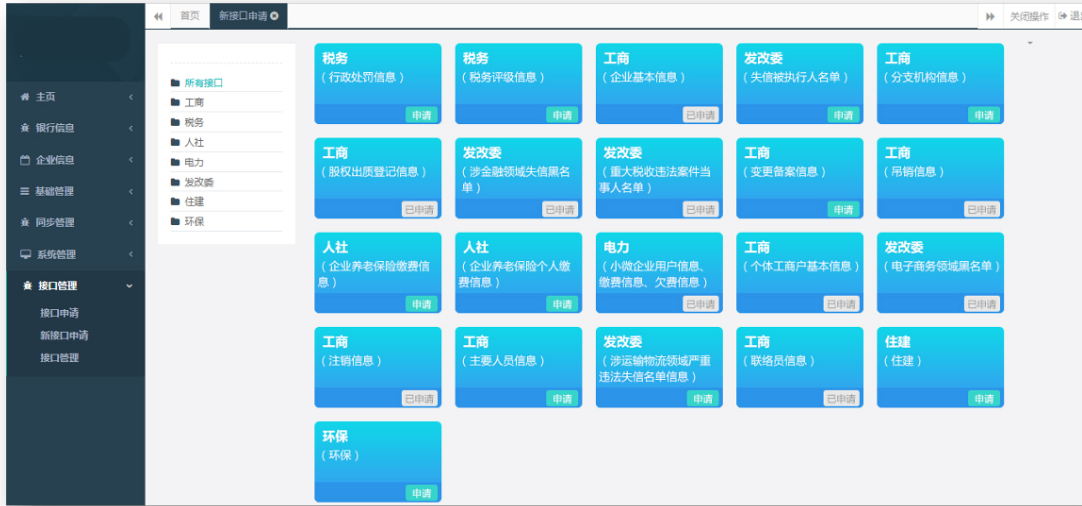 首页
新接口申请
关闭操作
主页
银行信息
企业信息
基础管理
同步管理
系统管理
接口管理
接口申请
新接口申请
接口管理
所有接口
工商
税务
人社
电力
发改委
住建
环保
税务
（行政处罚信息）
申请
税务
（税务评级信息）
申请
工商
（企业基本信息）
已申请
发改委
（失信被执行人名单）
申请
工商
（分支机构信息）
申请
工商
（股权出质登记信息）
已申请
发改委
（涉金融领域失信黑名
单）
已申请
发改委
（重大税收违法案件当
事人名单）
已申请
工商
（变更备案信息）
申请
工商
（吊销信息）
已申请
人社
（企业养老保险缴费信
息）
申请
人社
（企业养老保险个人缴
费信息）
申请
电力
（小微企业用户信息、
缴费信息、欠费信息）
已申请
工商
（个体工商户基本信息）
已申请
发改委
（电子商务领域黑名单）
已申请
工商
（注销信息）
已申请
工商
（主要人员信息）
申请
发改委
（涉运输物流领域严重
违法失信名单信息）
申请
工商
（联络员信息）
已申请
住建
（住建）
申请
环保
（环保）
申请